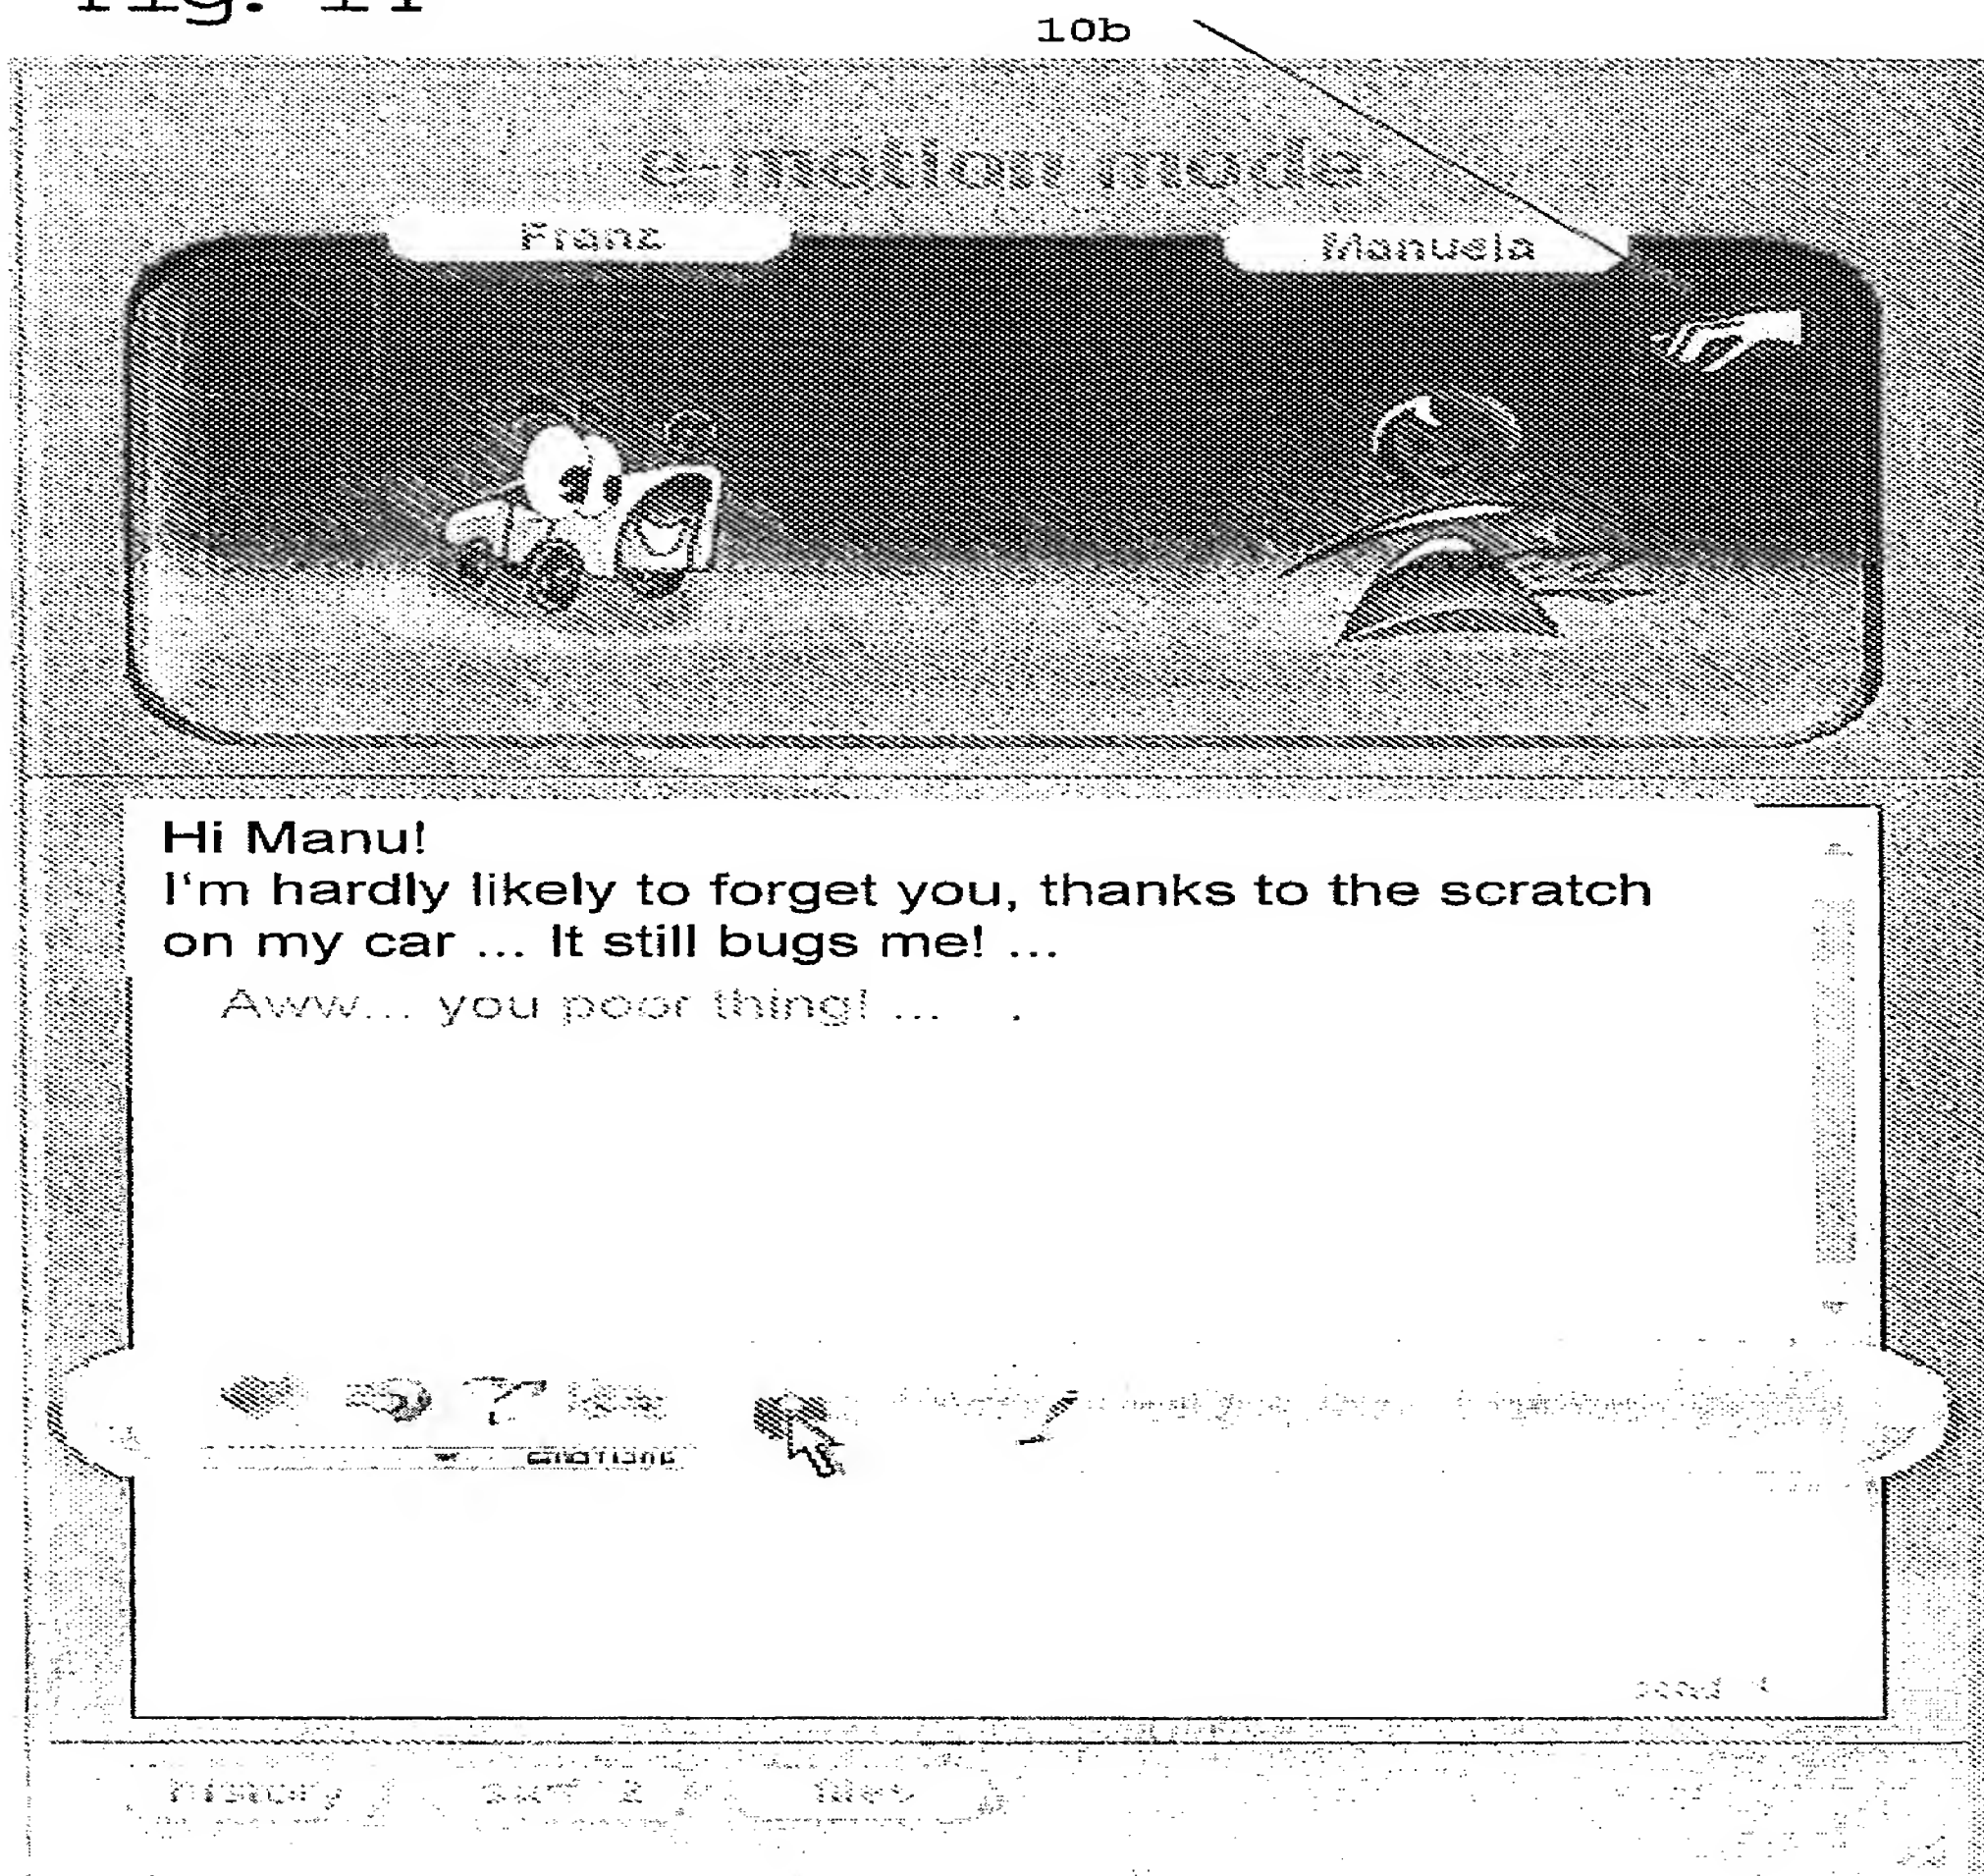 10b
e-motion mode
Franz
Manuela
Hi Manu!
I'm hardly likely to forget you, thanks to the scratch
on my car ... It still bugs me! ...
Aww... you poor thing! ...
emotions
send
history
files